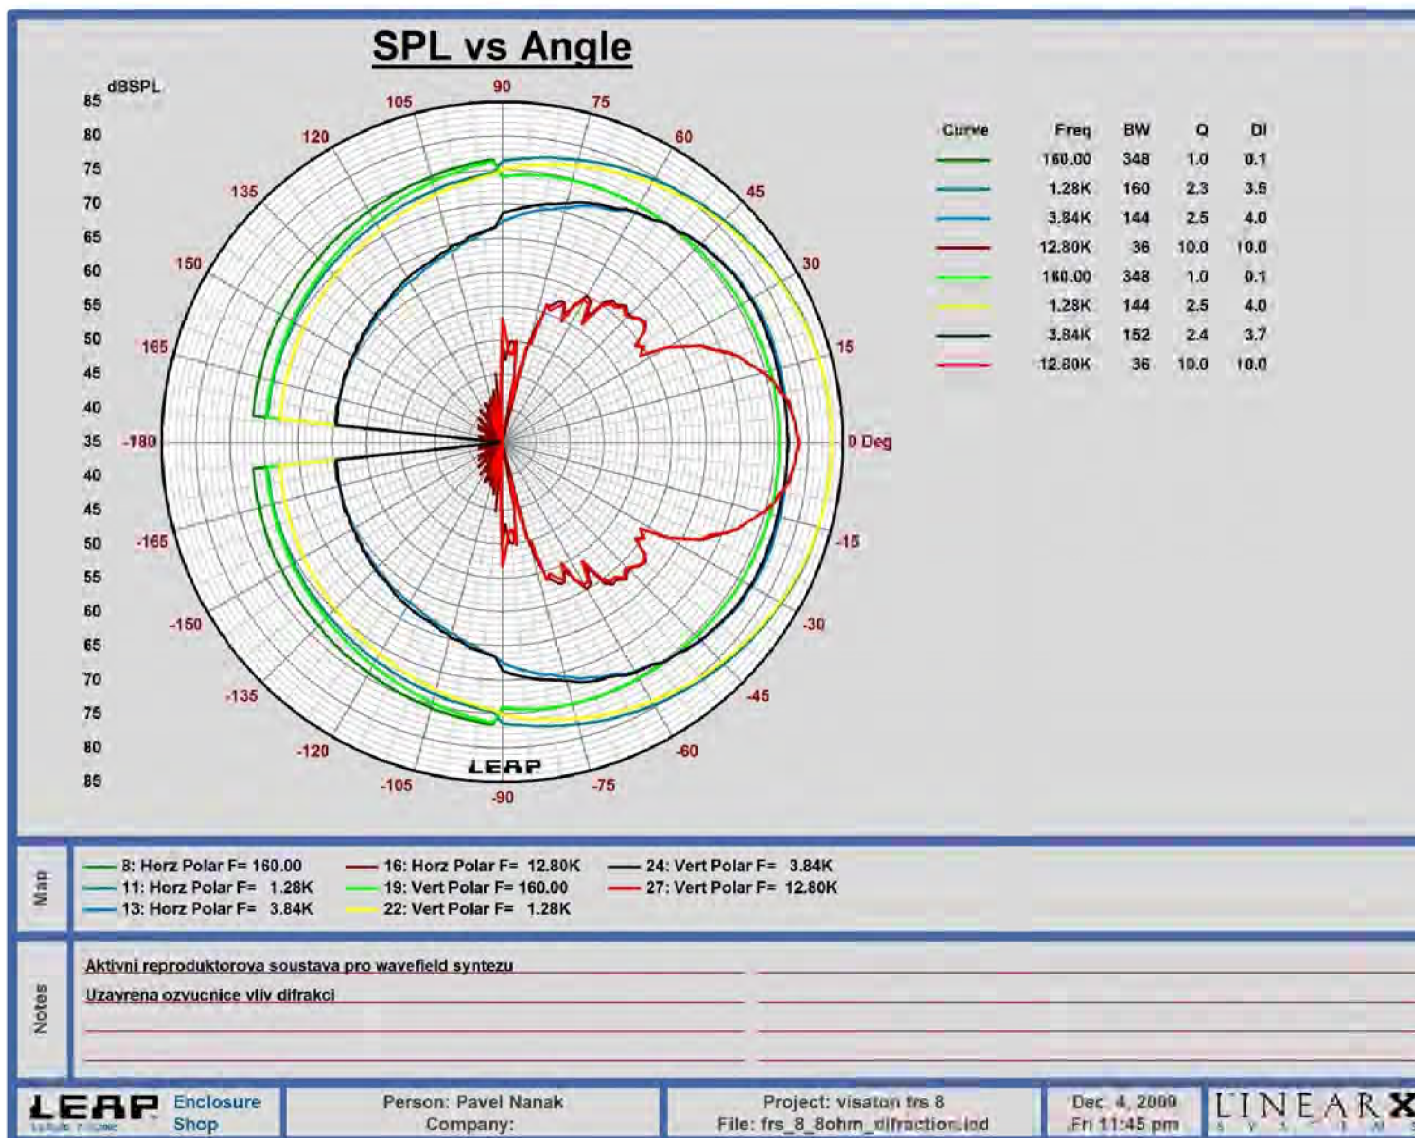 SPL vs Angle
dBSPL
85
80
75
70
65
60
55
50
45
40
35
40
45
50
55
60
65
70
75
80
85
90
75
60
45
30
15
0 Deg
-15
-30
-45
-60
-75
-90
-105
-120
-135
-150
-165
-180
165
150
135
120
105
LEAP
Curve Freq BW Q DI
160.00 348 1.0 0.1
1.28K 160 2.3
3.84K 144 2.5 4.0
12.80K 36 10.0 10.0
160.00 348 1.0 0.1
1.28K 144 2.5 4.0
3.84K 152 2.4 3.7
12.80K 36 10.0 10.0
Map
8: Horz Polar F= 160.00
11: Horz Polar F= 1.28K
13: Horz Polar F= 3.84K
16: Horz Polar F= 12.80K
19: Vert Polar F= 160.00
22: Vert Polar F= 1.28K
24: Vert Polar F= 3.84K
27: Vert Polar F= 12.80K
Notes
Aktivni reproduktorova soustava pro wavefield syntezu
Uzavrena ozvucnice vliv difrakci
LEAP Enclosure Shop
Person: Pavel Nanak
Company:
Project: visaton frs 8
File: frs_8_8ohm_difraction.led
Dec 4, 2009
Fri 11:45 pm
LINEARX
SYSTEMS